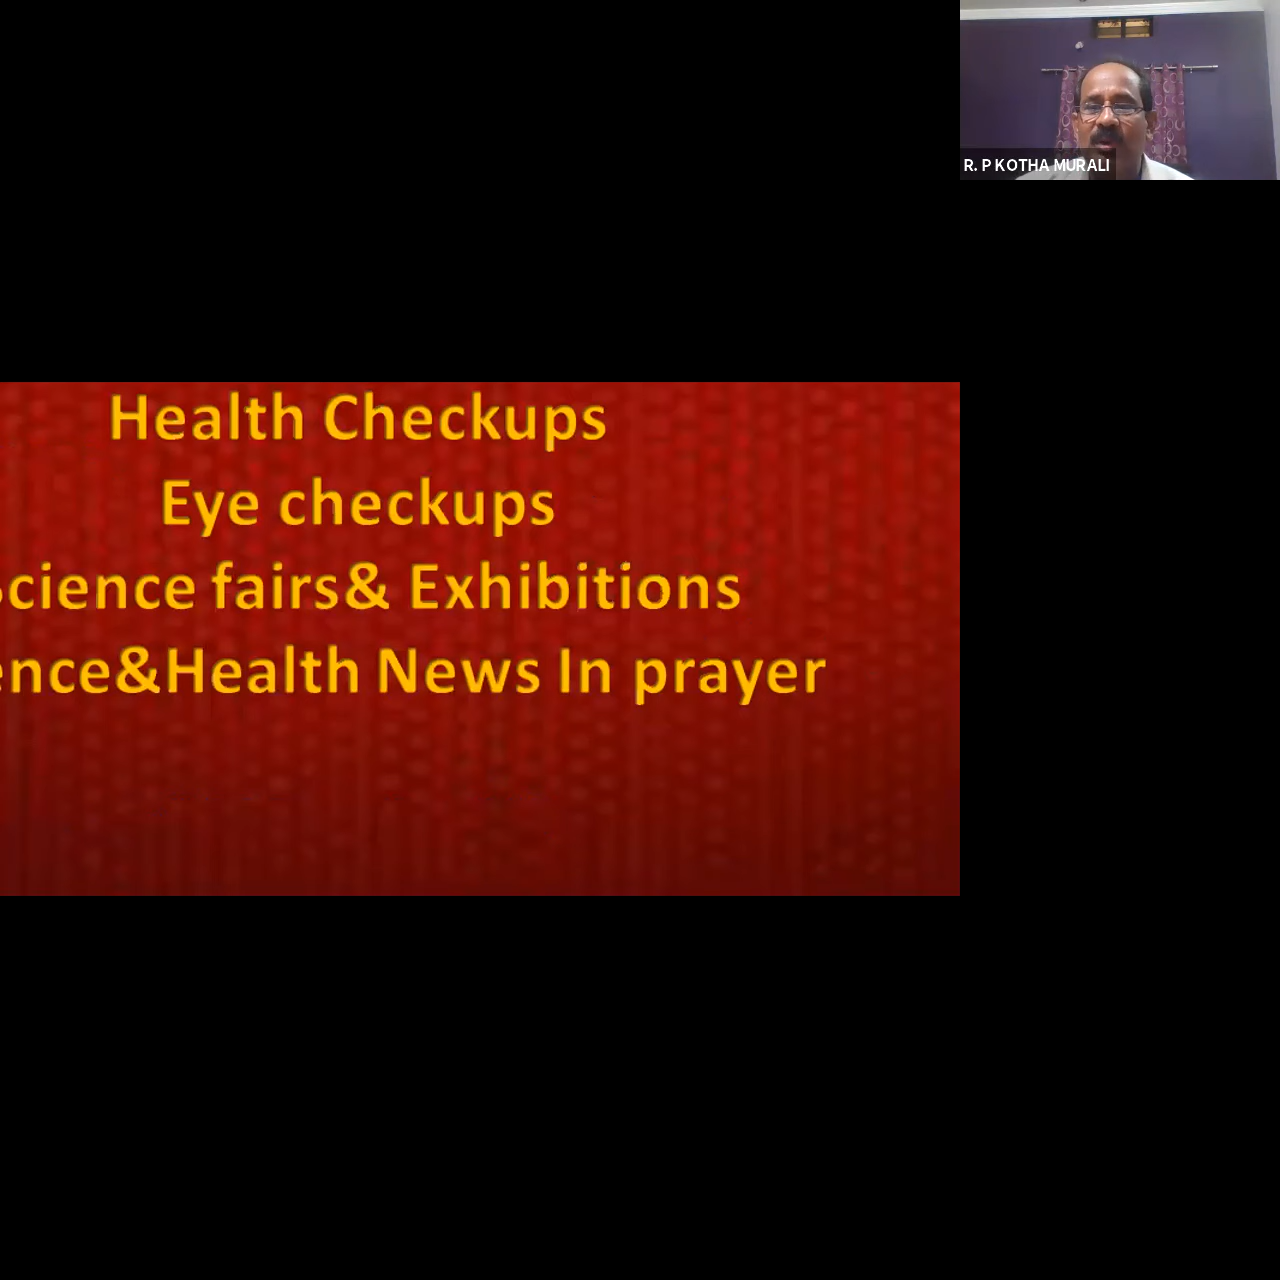 R. P KOTHA MURALI
Health Checkups
Eye checkups
cience fairs& Exhibitions
ence&Health News In prayer